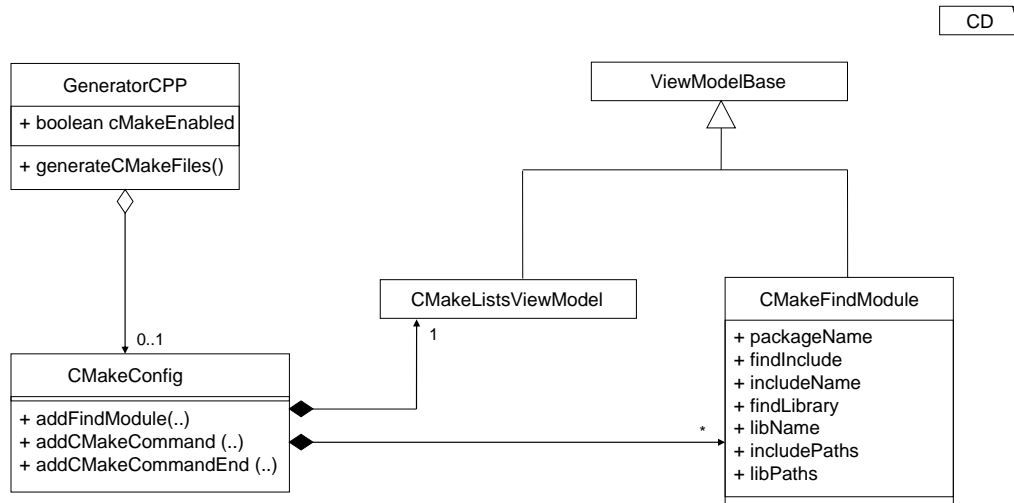 CD
GeneratorCPP
+ boolean cMakeEnabled
+ generateCMakeFiles()
ViewModelBase
0..1
CMakeListsViewModel
1
CMakeConfig
+ addFindModule(..)
+ addCMakeCommand (..)
+ addCMakeCommandEnd (..)
*
CMakeFindModule
+ packageName
+ findInclude
+ includeName
+ findLibrary
+ libName
+ includePaths
+ libPaths